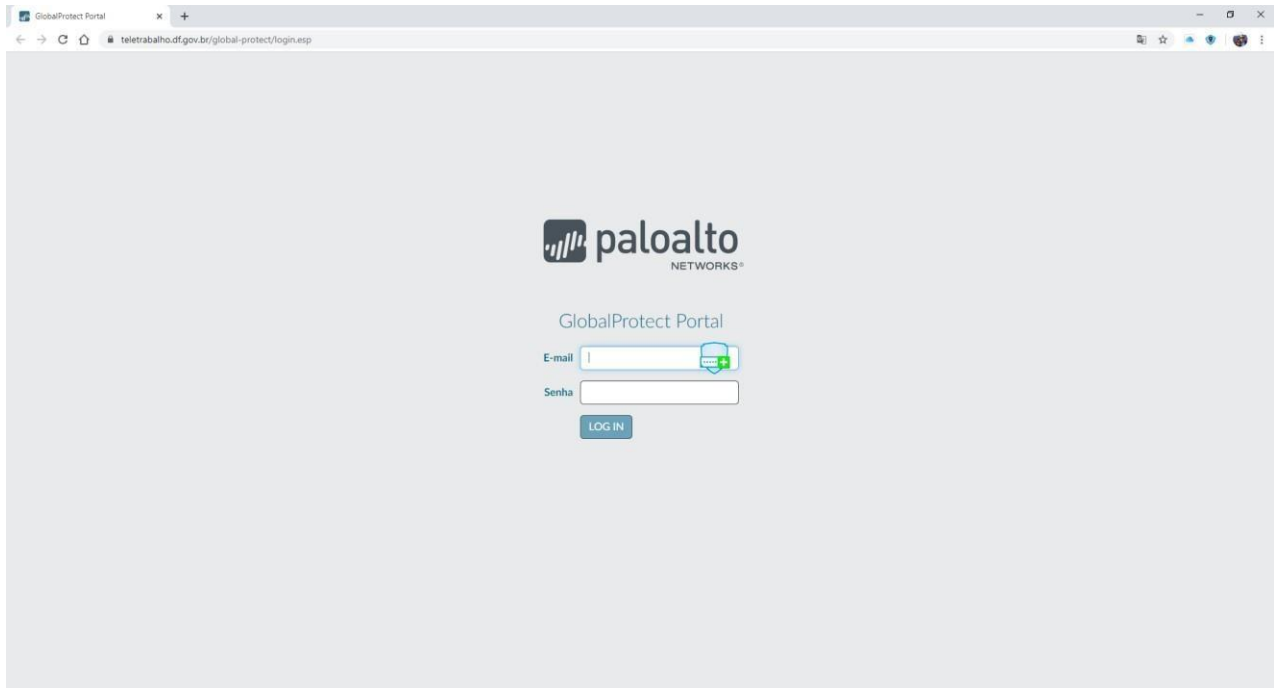 GlobalProtect Portal
teletrabalho.df.gov.br/global-protect/login.esp
paloalto
NETWORKS®
GlobalProtect Portal
E-mail
Senha
LOG IN